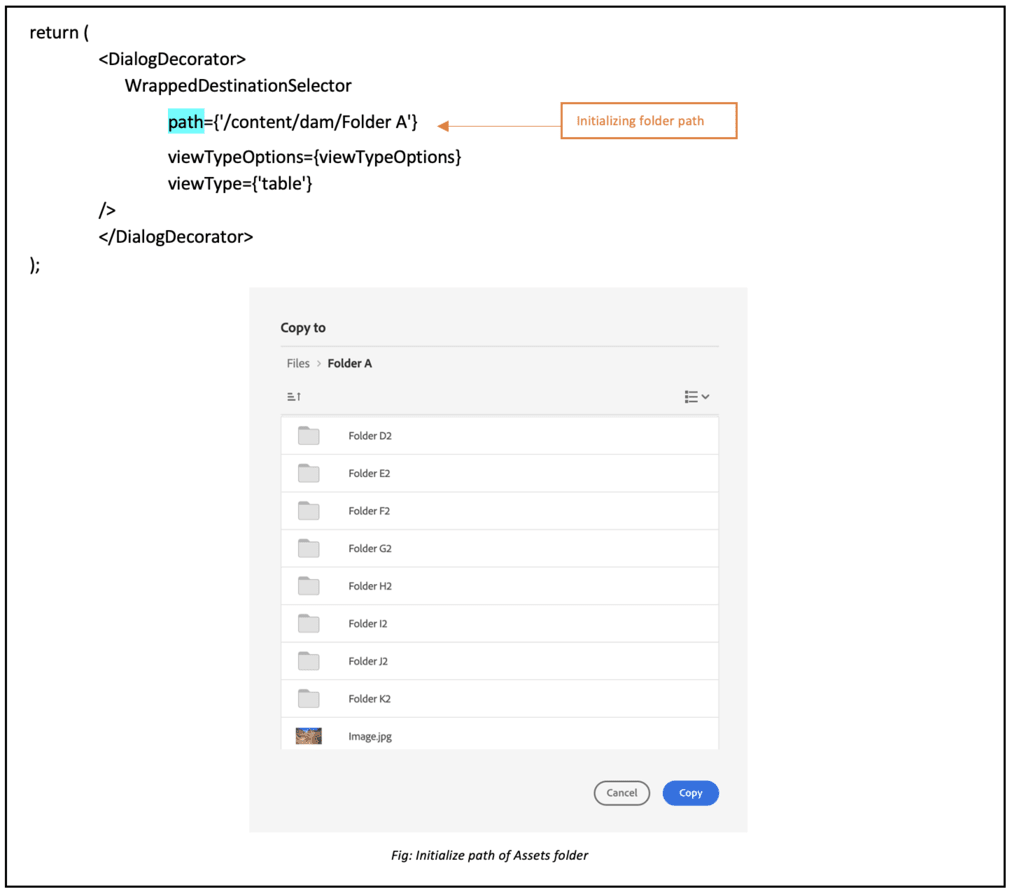 return (
<DialogDecorator>
WrappedDestinationSelector
path={'/content/dam/Folder A'}
Initializing folder path
viewTypeOptions={viewTypeOptions}
viewType={'table'}
/>
</DialogDecorator>
);
Copy to
Files > Folder A
Folder D2
Folder E2
Folder F2
Folder G2
Folder H2
Folder I2
Folder J2
Folder K2
Image.jpg
Cancel Copy
Fig: Initialize path of Assets folder